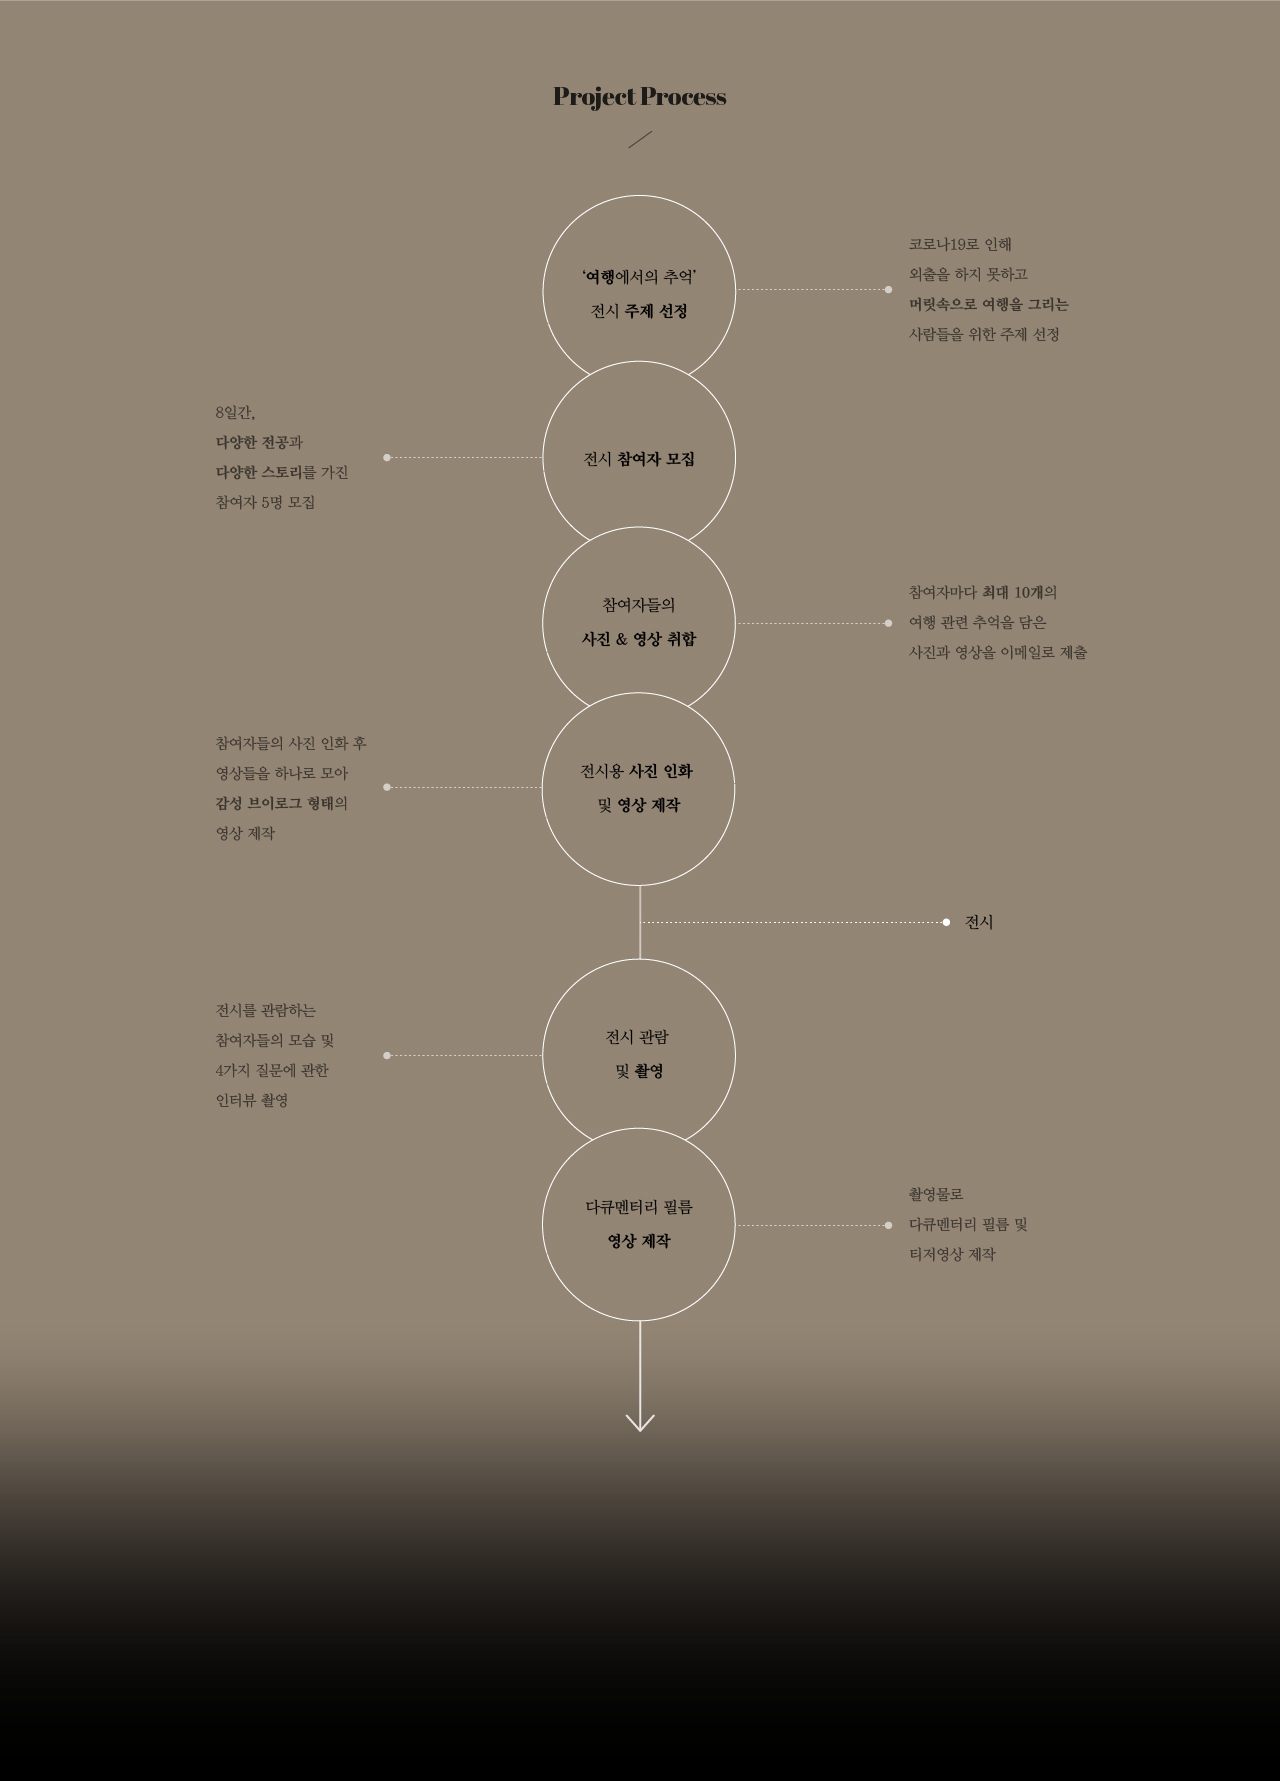 Project Process
‘여행에서의 추억’
전시 주제 선정
코로나19로 인해
외출을 하지 못하고
머릿속으로 여행을 그리는
사람들을 위한 주제 선정
8일간,
다양한 전공과
다양한 스토리를 가진
참여자 5명 모집
전시 참여자 모집
참여자들의
사진 & 영상 취합
참여자마다 최대 10개의
여행 관련 추억을 담은
사진과 영상을 이메일로 제출
참여자들의 사진 인화 후
영상들을 하나로 모아
감성 브이로그 형태의
영상 제작
전시용 사진 인화
및 영상 제작
전시
전시를 관람하는
참여자들의 모습 및
4가지 질문에 관한
인터뷰 촬영
전시 관람
및 촬영
다큐멘터리 필름
영상 제작
촬영물로
다큐멘터리 필름 및
티저영상 제작